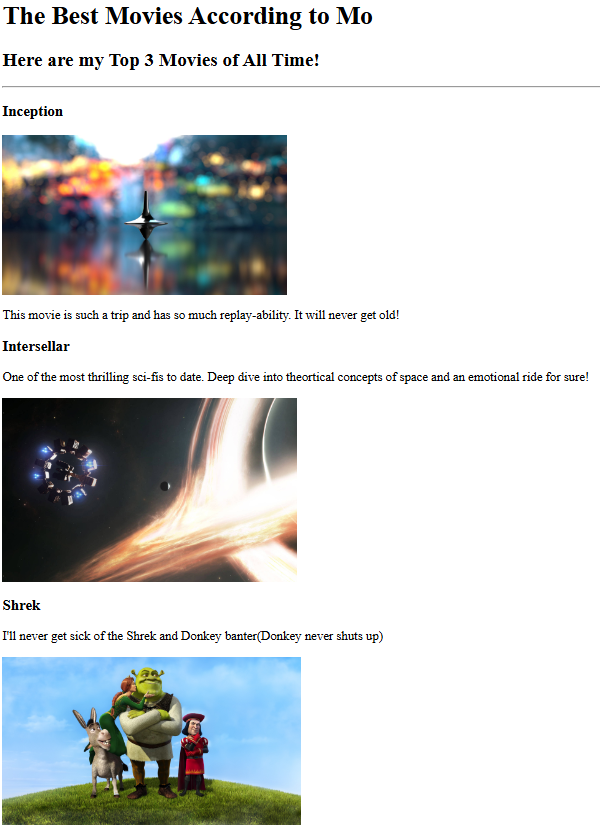 The Best Movies According to Mo
Here are my Top 3 Movies of All Time!
Inception
This movie is such a trip and has so much replay-ability. It will never get old!
Intersellar
One of the most thrilling sci-fis to date. Deep dive into theortical concepts of space and an emotional ride for sure!
Shrek
I'll never get sick of the Shrek and Donkey banter(Donkey never shuts up)